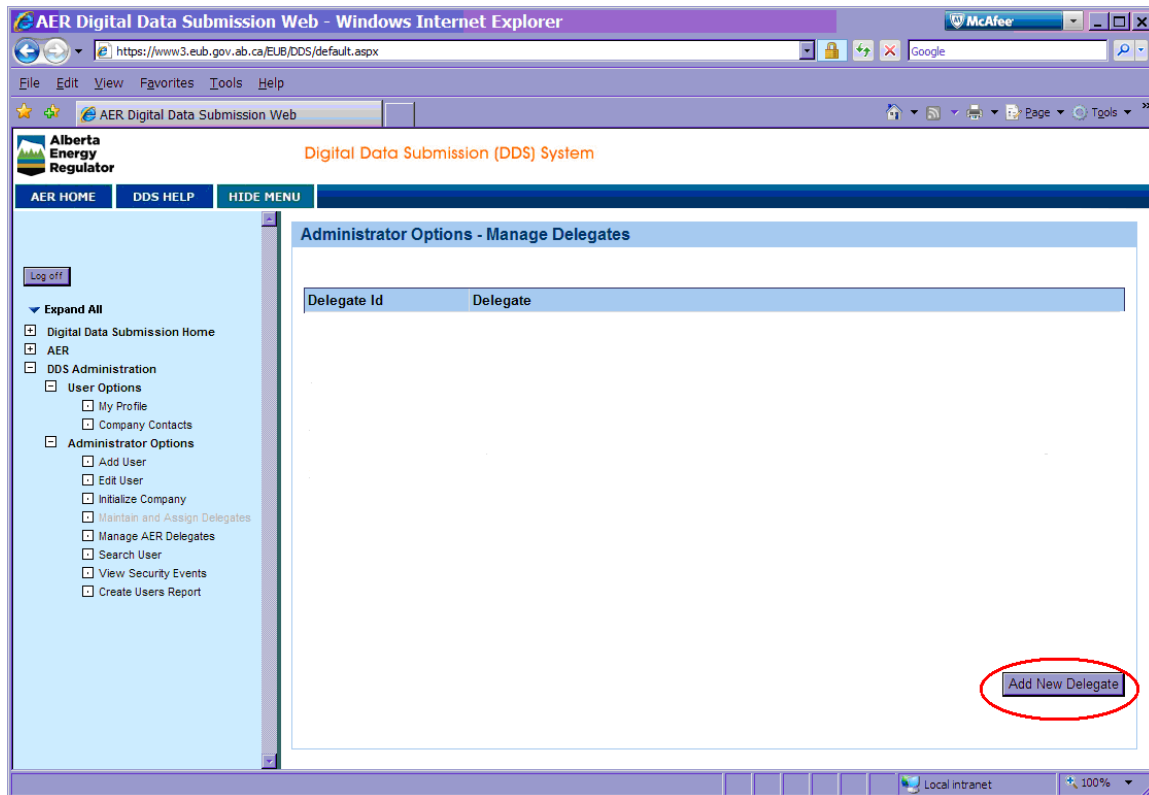 AER Digital Data Submission Web - Windows Internet Explorer
McAfee
https://www3.eub.gov.ab.ca/EUB/DDS/default.aspx
Google
File Edit View Favorites Tools Help
AER Digital Data Submission Web
Page Tools »
Alberta
Energy
Regulator
Digital Data Submission (DDS) System
AER HOME DDS HELP HIDE MENU
Administrator Options - Manage Delegates
Log off
Delegate Id Delegate
Expand All
Digital Data Submission Home
AER
DDS Administration
User Options
My Profile
Company Contacts
Administrator Options
Add User
Edit User
Initialize Company
Maintain and Assign Delegates
Manage AER Delegates
Search User
View Security Events
Create Users Report
Add New Delegate
Local intranet
100%